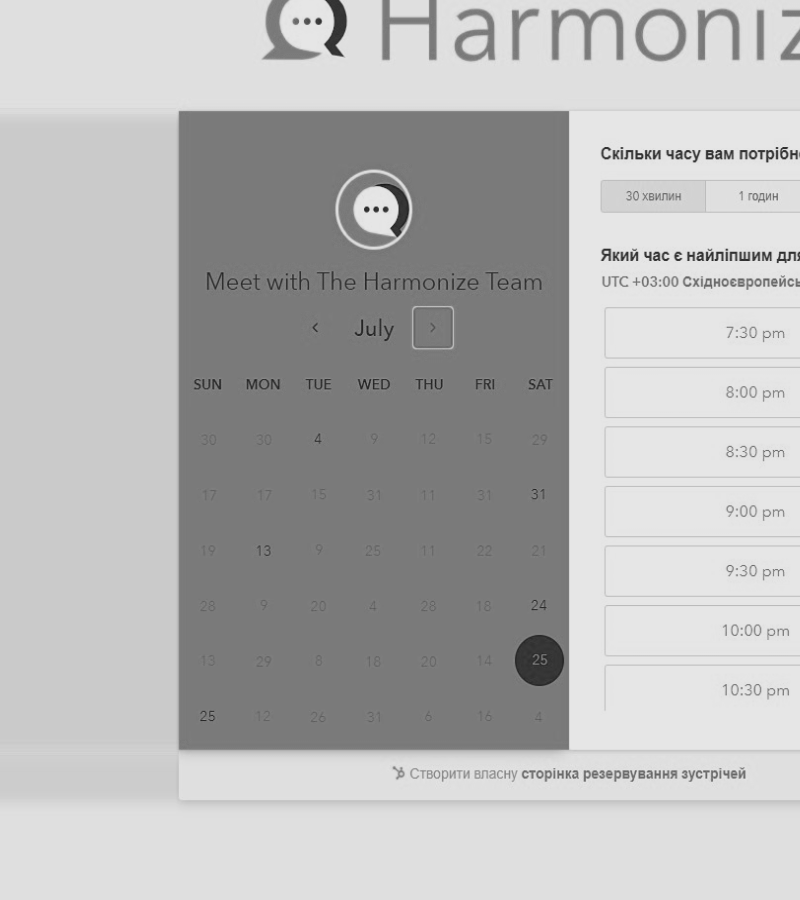 Harmoniz
Meet with The Harmonize Team
July
SUN MON TUE WED THU FRI SAT
30 30 4 9 12 15 29
17 17 15 31 11 31 31
19 13 9 25 11 22 21
28 9 20 4 28 18 24
13 29 8 18 20 14 25
25 12 26 31 6 16 4
Скільки часу вам потрібно
30 хвилин 1 годин
Який час є найліпшим для
UTC +03:00 Східноєвропейсь
7:30 pm
8:00 pm
8:30 pm
9:00 pm
9:30 pm
10:00 pm
10:30 pm
Створити власну сторінка резервування зустрічей